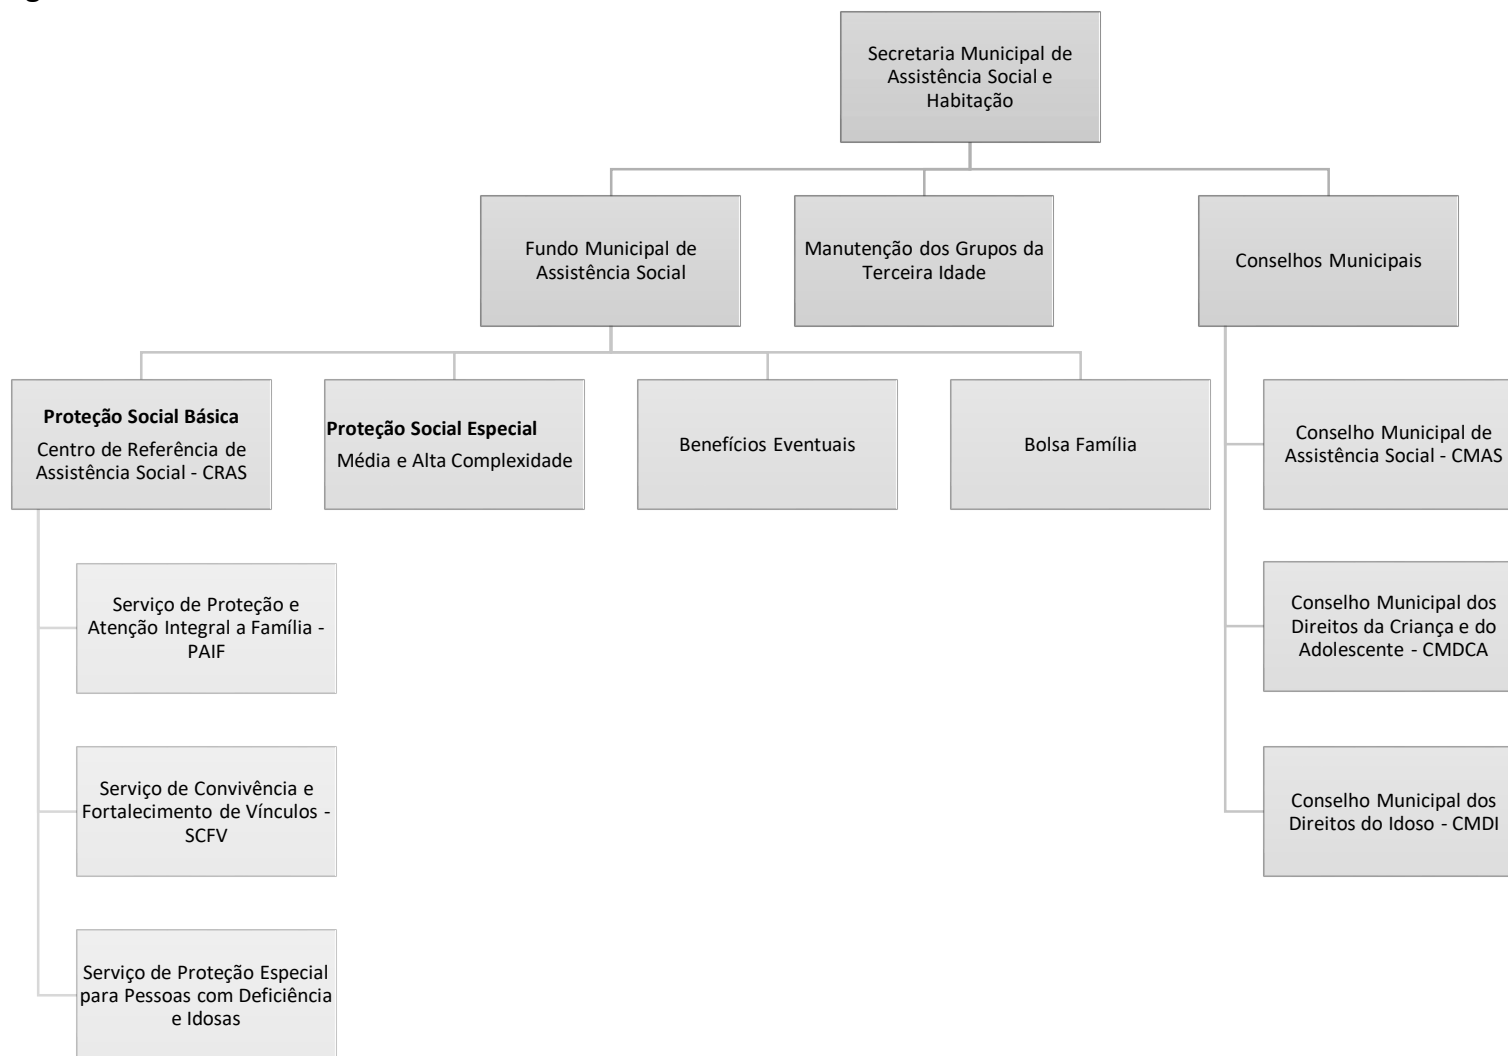 Secretaria Municipal de
Assistência Social e
Habitação
Fundo Municipal de
Assistência Social
Manutenção dos Grupos da
Terceira Idade
Conselhos Municipais
Proteção Social Básica
Centro de Referência de
Assistência Social - CRAS
Proteção Social Especial
Média e Alta Complexidade
Benefícios Eventuais
Bolsa Família
Conselho Municipal de
Assistência Social - CMAS
Serviço de Proteção e
Atenção Integral a Família -
PAIF
Conselho Municipal dos
Direitos da Criança e do
Adolescente - CMDCA
Serviço de Convivência e
Fortalecimento de Vínculos -
SCFV
Conselho Municipal dos
Direitos do Idoso - CMDI
Serviço de Proteção Especial
para Pessoas com Deficiência
e Idosas